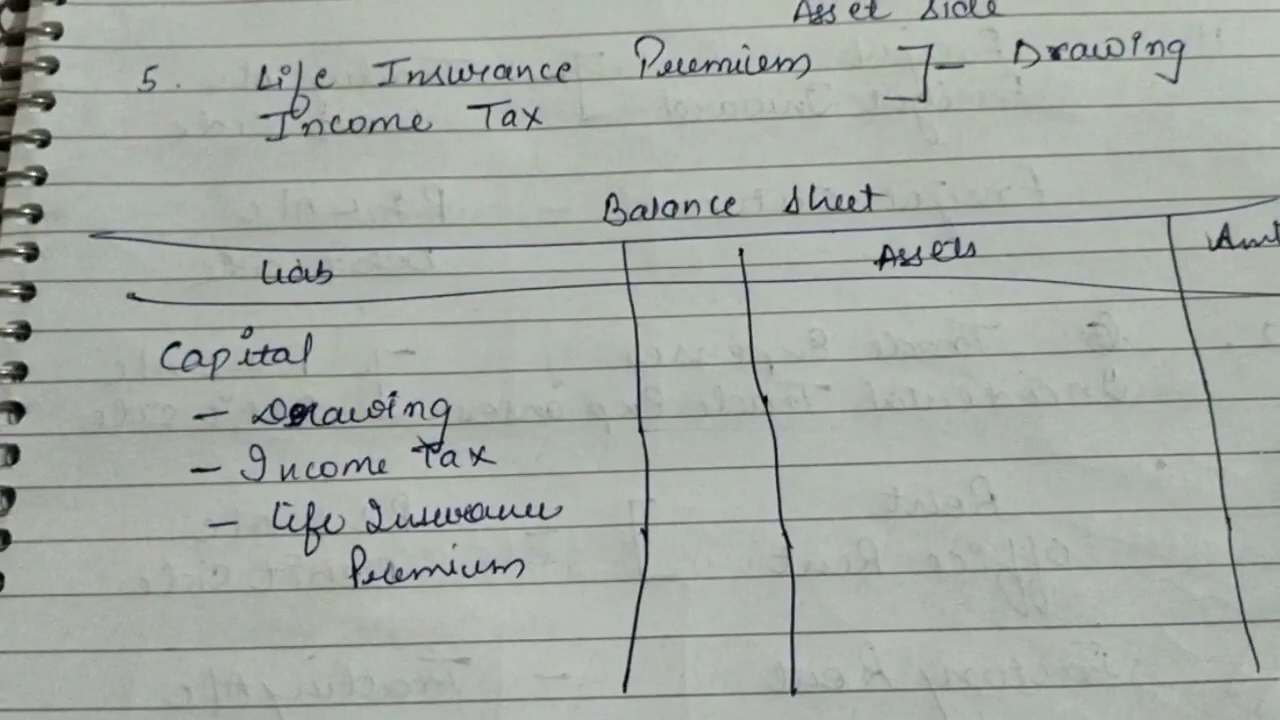 Asset Side
5. Life Insurance Premium ]- Drawing
Income Tax
Balance Sheet
Liab Assets Amt
Capital
- Drawing
- Income Tax
- Life Insurance
Premium